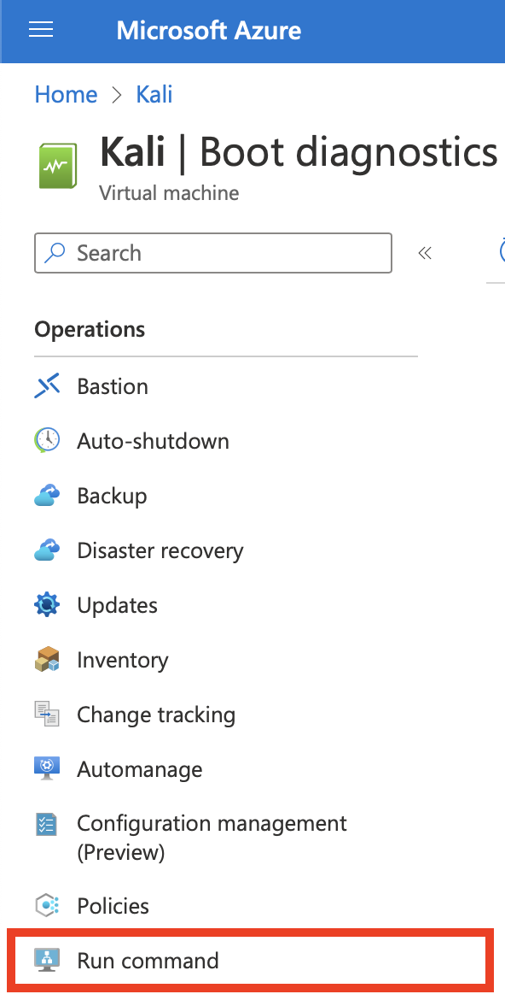 Microsoft Azure
Home > Kali
Kali | Boot diagnostics
Virtual machine
Search
Operations
Bastion
Auto-shutdown
Backup
Disaster recovery
Updates
Inventory
Change tracking
Automanage
Configuration management
(Preview)
Policies
Run command